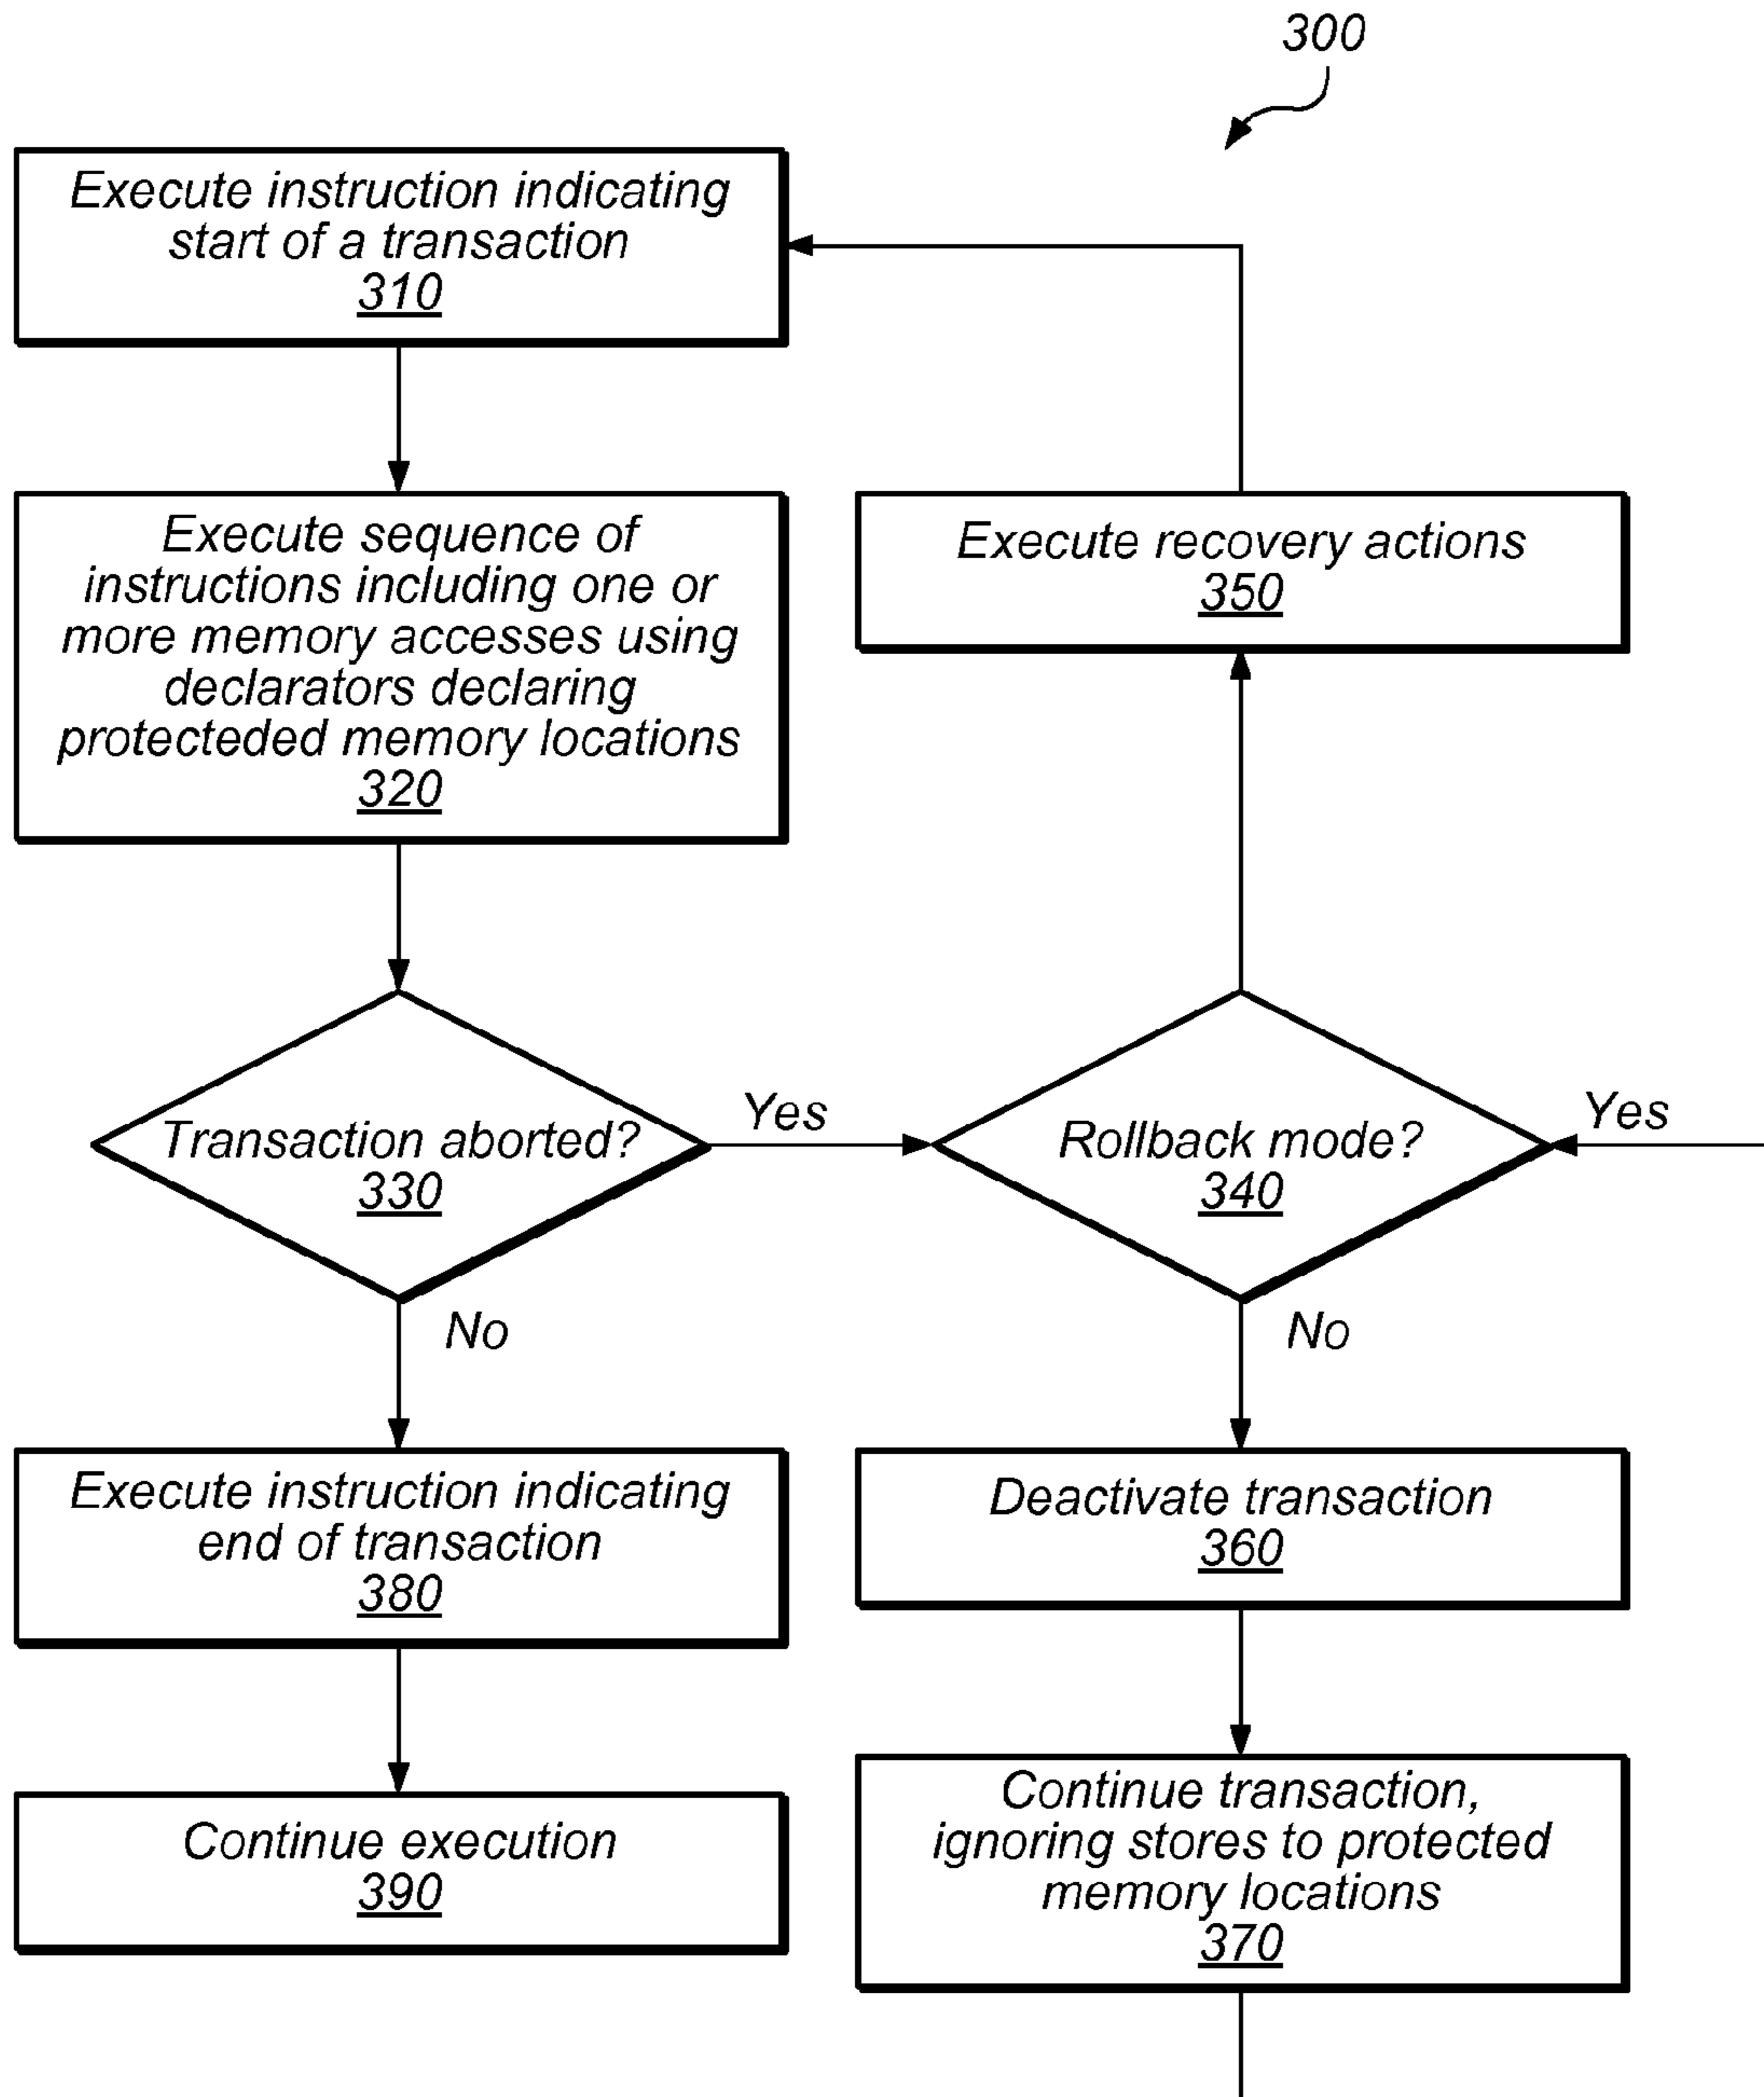 300
Execute instruction indicating
start of a transaction
310
Execute sequence of
instructions including one or
more memory accesses using
declarators declaring
protecteded memory locations
320
Execute recovery actions
350
Transaction aborted?
330
Yes
Rollback mode?
340
Yes
No
No
Execute instruction indicating
end of transaction
380
Deactivate transaction
360
Continue execution
390
Continue transaction,
ignoring stores to protected
memory locations
370